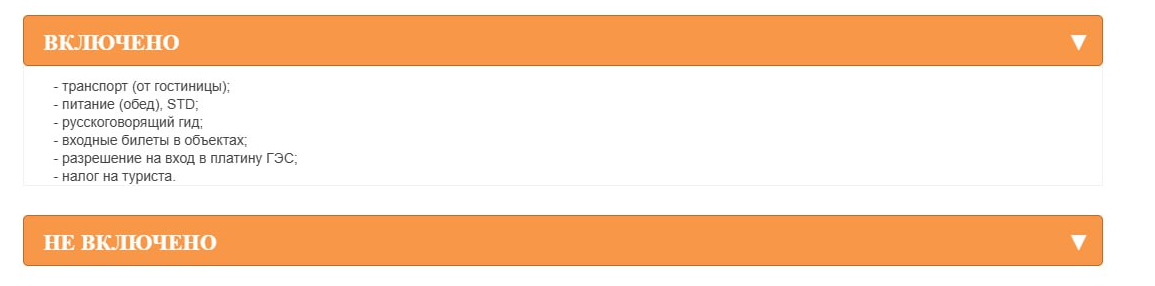 ВКЛЮЧЕНО
- транспорт (от гостиницы);
- питание (обед), STD;
- русскоговорящий гид;
- входные билеты в объектах;
- разрешение на вход в платину ГЭС;
- налог на туриста.
НЕ ВКЛЮЧЕНО